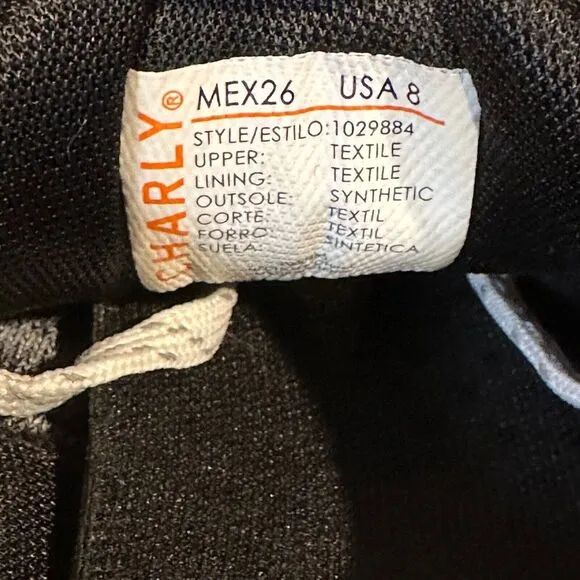 CHARLY®
MEX26 USA 8
STYLE/ESTILO: 1029884
UPPER: TEXTILE
LINING: TEXTILE
OUTSOLE: SYNTHETIC
CORTE: TEXTIL
FORRO: TEXTIL
SUELA: SINTETICA